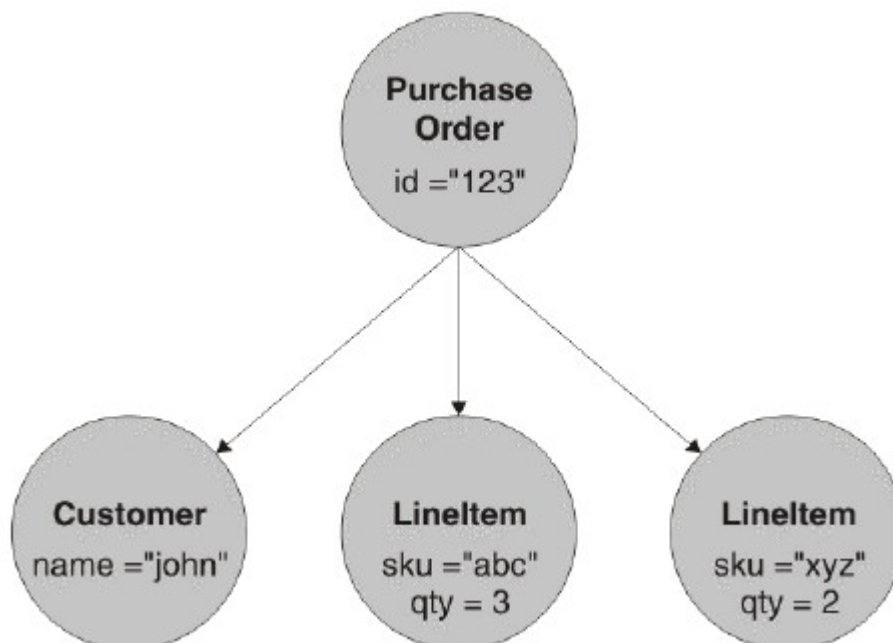 Purchase
Order
id ="123"
Customer
name ="john"
LineItem
sku ="abc"
qty = 3
LineItem
sku ="xyz"
qty = 2